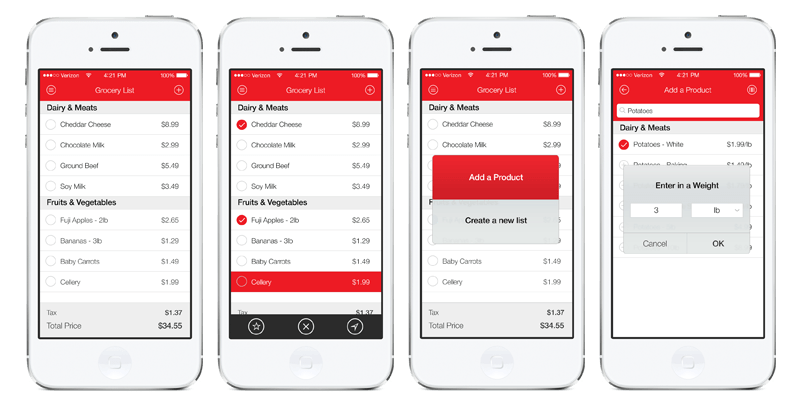 Verizon 4:21 PM 100%
Grocery List
Dairy & Meats
Cheddar Cheese $8.99
Chocolate Milk $2.99
Ground Beef $5.49
Soy Milk $3.49
Fruits & Vegetables
Fuji Apples - 2lb $2.65
Bananas - 3lb $1.29
Baby Carrots $1.49
Cellery $1.99
Tax $1.37
Total Price $34.55
Verizon 4:21 PM 100%
Grocery List
Dairy & Meats
Cheddar Cheese $8.99
Chocolate Milk $2.99
Ground Beef $5.49
Soy Milk $3.49
Fruits & Vegetables
Fuji Apples - 2lb $2.65
Bananas - 3lb $1.29
Baby Carrots $1.49
Cellery $1.99
Tax $1.37
Verizon 4:21 PM 100%
Grocery List
Dairy & Meats
Cheddar Cheese $8.99
Chocolate Milk $2.99
Add a Product
Create a new list
Baby Carrots $1.49
Cellery $1.99
Tax $1.37
Total Price $34.55
Verizon 4:21 PM 100%
Add a Product
Potatoes
Dairy & Meats
Potatoes - White $1.99/lb
Potatoes - Baking $1.49/lb
Enter in a Weight
3 lb
Cancel OK